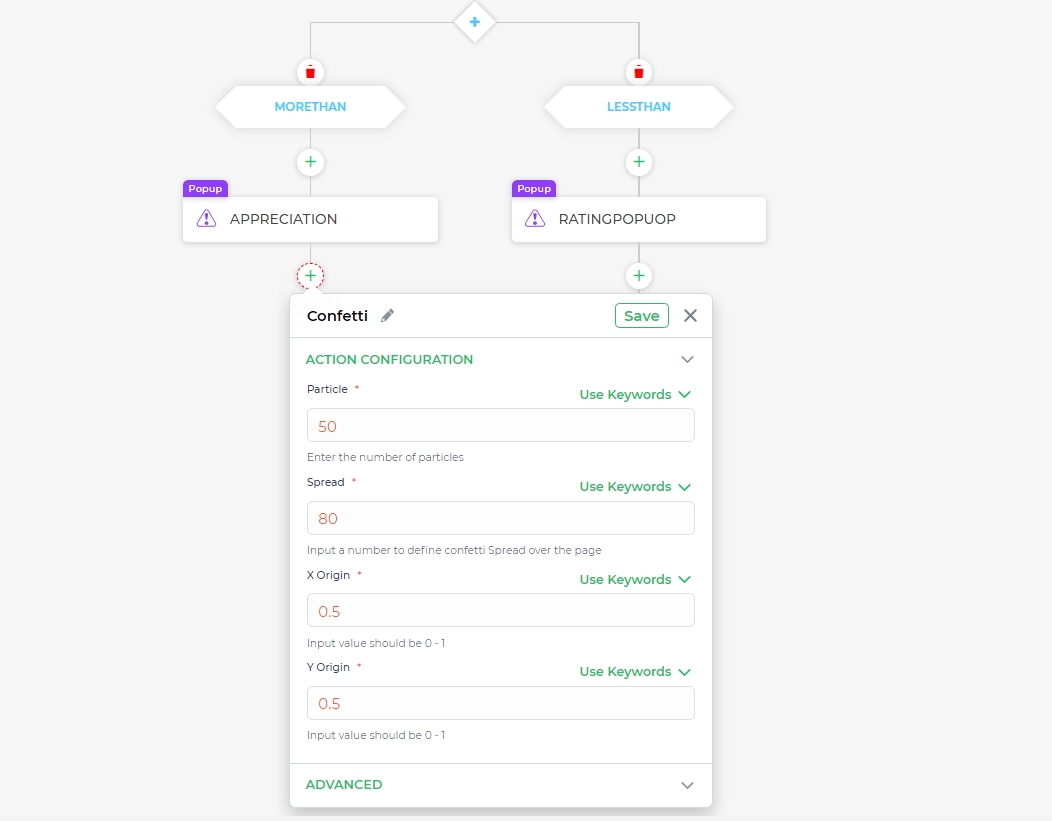 MORETHAN
LESSTHAN
Popup
Popup
APPRECIATION
RATINGPOPUOP
Confetti
Save
ACTION CONFIGURATION
Particle *
Use Keywords
50
Enter the number of particles
Spread *
Use Keywords
80
Input a number to define confetti Spread over the page
X Origin *
Use Keywords
0.5
Input value should be 0 - 1
Y Origin *
Use Keywords
0.5
Input value should be 0 - 1
ADVANCED